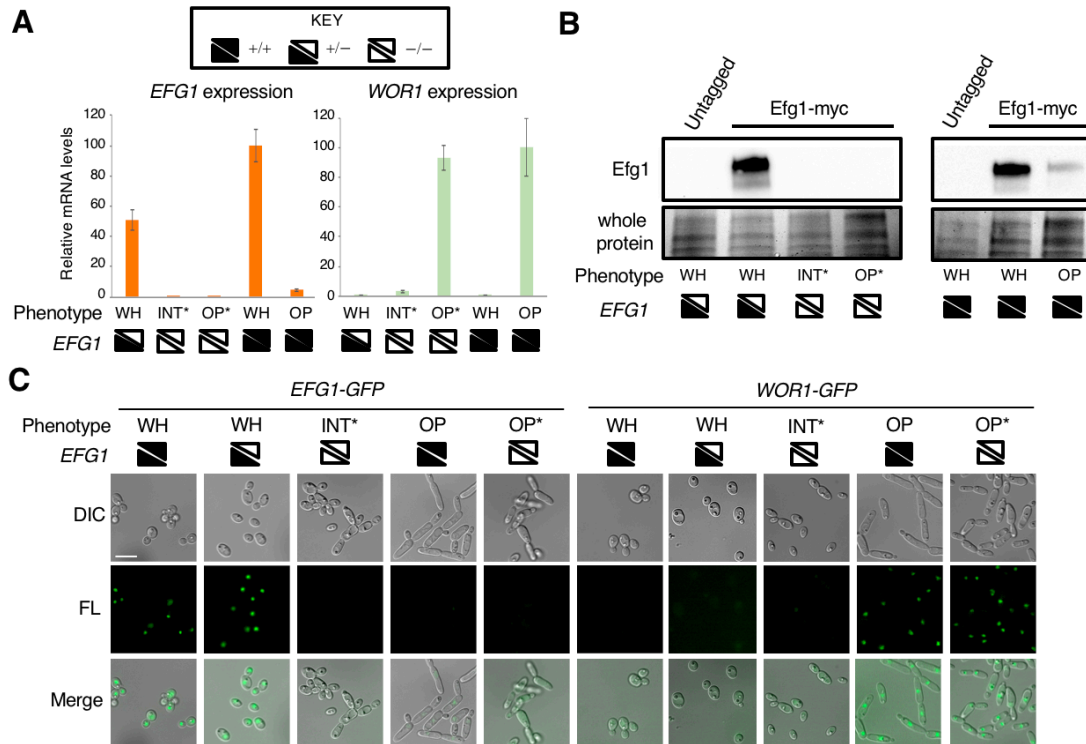 A
KEY
+/+ +/− −/−
EFG1 expression
WOR1 expression
Relative mRNA levels
120
100
80
60
40
20
0
120
100
80
60
40
20
0
Phenotype WH INT* OP* WH OP WH INT* OP* WH OP
EFG1
B
Untagged
Efg1-myc
Untagged
Efg1-myc
Efg1
whole
protein
Phenotype WH WH INT* OP* WH WH OP
EFG1
C
EFG1-GFP WOR1-GFP
Phenotype WH WH INT* OP OP* WH WH INT* OP OP*
EFG1
DIC
FL
Merge